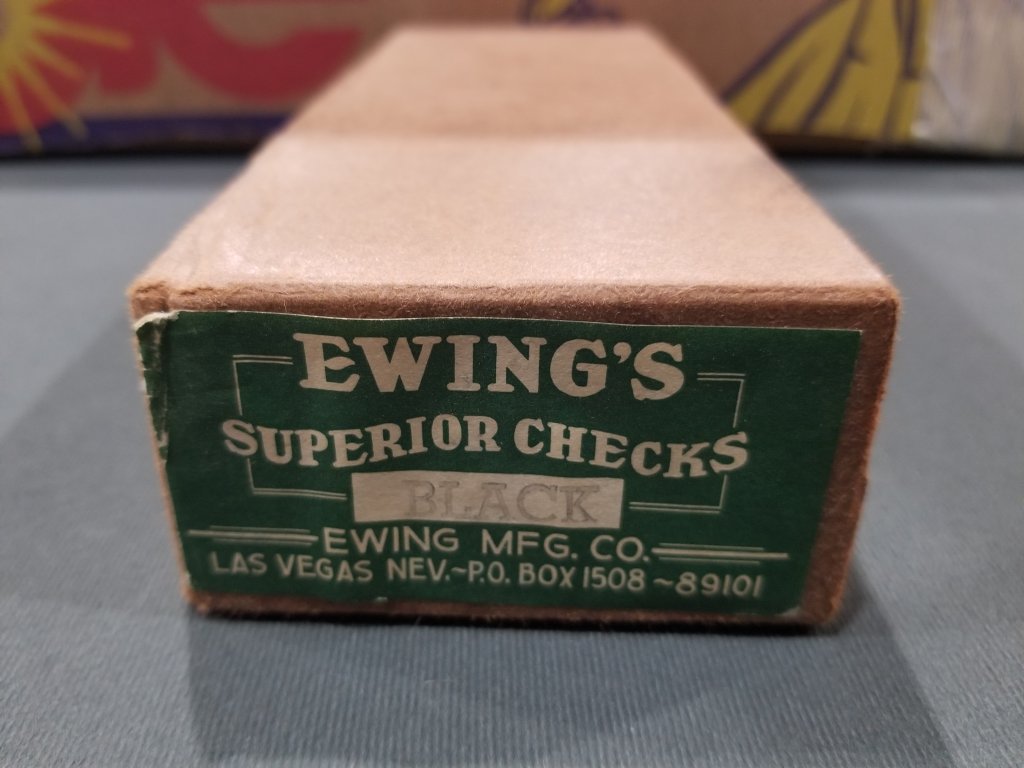 EWING'S
SUPERIOR CHECKS
BLACK
EWING MFG. CO.
LAS VEGAS NEV.~P.O. BOX 1508 ~89101